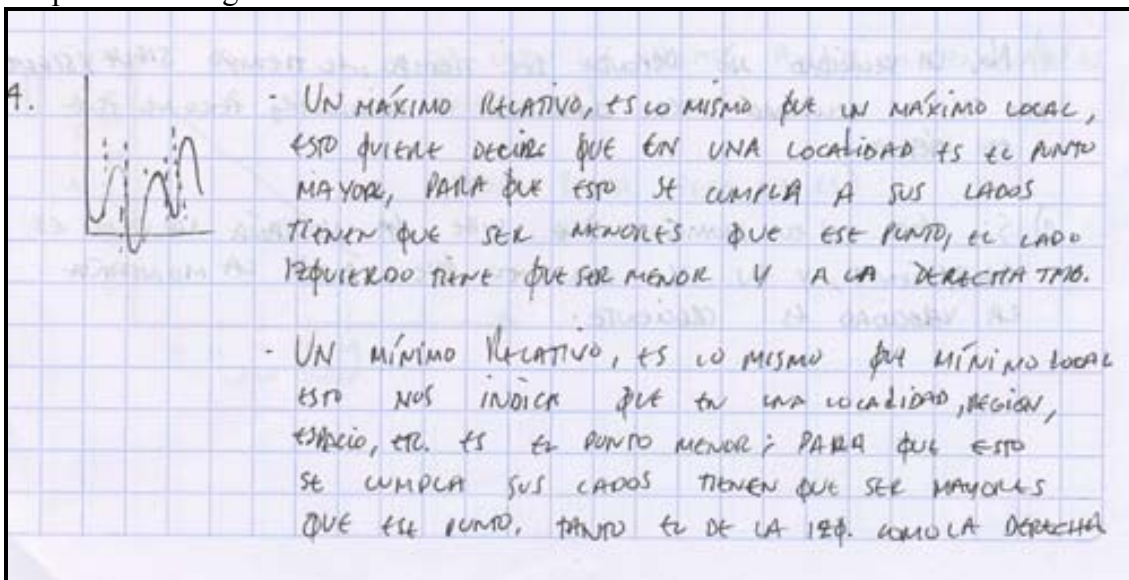 4.
- UN MÁXIMO RELATIVO, ES LO MISMO QUE UN MÁXIMO LOCAL,
ESTO QUIERE DECIR QUE EN UNA LOCALIDAD ES EL PUNTO
MAYOR, PARA QUE ESTO SE CUMPLA A SUS LADOS
TIENEN QUE SER MENORES QUE ESE PUNTO, EL LADO
IZQUIERDO TIENE QUE SER MENOR Y A LA DERECHA TMB.
- UN MÍNIMO RELATIVO, ES LO MISMO QUE MÍNIMO LOCAL
ESTO NOS INDICA QUE EN UNA LOCALIDAD, REGIÓN,
ESPACIO, ETC. ES EL PUNTO MENOR; PARA QUE ESTO
SE CUMPLA SUS LADOS TIENEN QUE SER MAYORES
QUE ESE PUNTO. TANTO EL DE LA IZQ. COMO LA DERECHA